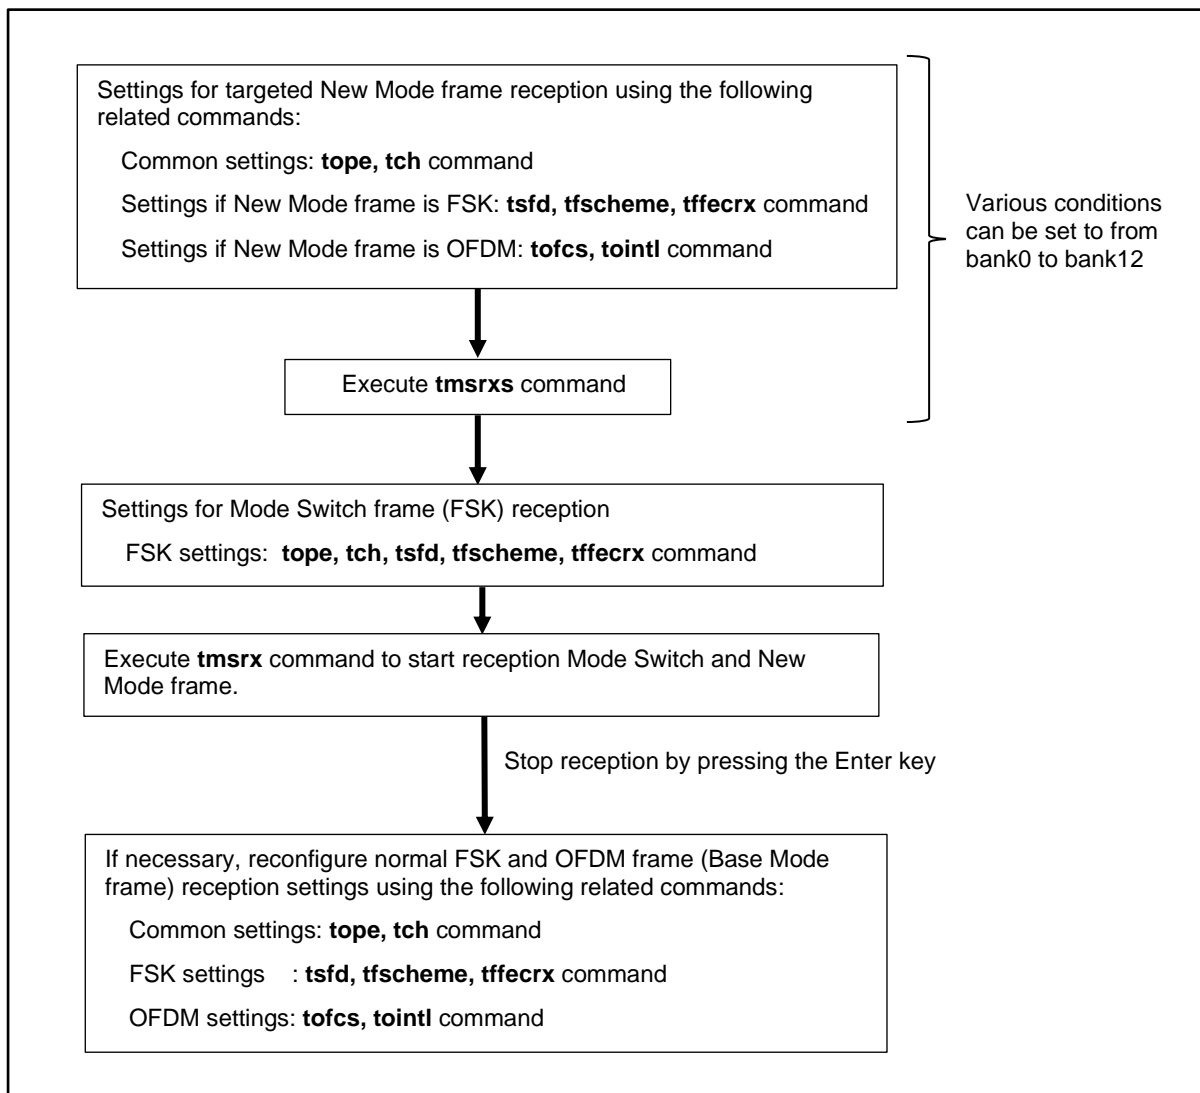 Settings for targeted New Mode frame reception using the following
related commands:
Common settings: tope, tch command
Settings if New Mode frame is FSK: tsfd, tfscheme, tffecrx command
Settings if New Mode frame is OFDM: tofcs, tointl command
Various conditions
can be set to from
bank0 to bank12
Execute tmsrxs command
Settings for Mode Switch frame (FSK) reception
FSK settings:  tope, tch, tsfd, tfscheme, tffecrx command
Execute tmsrx command to start reception Mode Switch and New
Mode frame.
Stop reception by pressing the Enter key
If necessary, reconfigure normal FSK and OFDM frame (Base Mode
frame) reception settings using the following related commands:
Common settings: tope, tch command
FSK settings    : tsfd, tfscheme, tffecrx command
OFDM settings: tofcs, tointl command